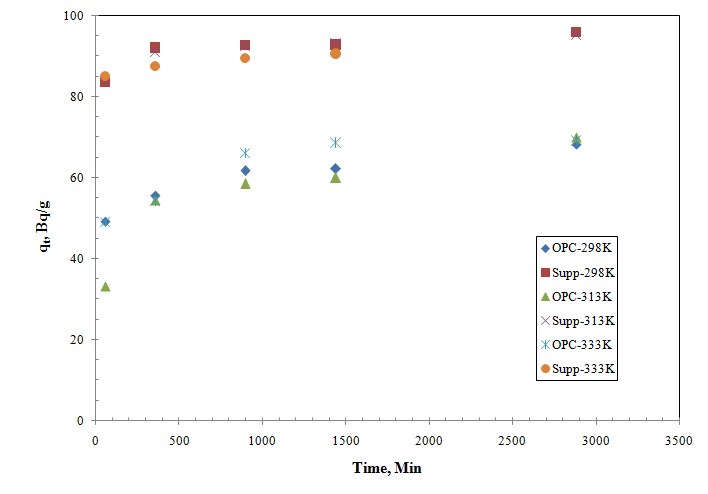 100
80
60
40
20
0
qt, Bq/g
0 500 1000 1500 2000 2500 3000 3500
Time, Min
OPC-298K
Supp-298K
OPC-313K
Supp-313K
OPC-333K
Supp-333K